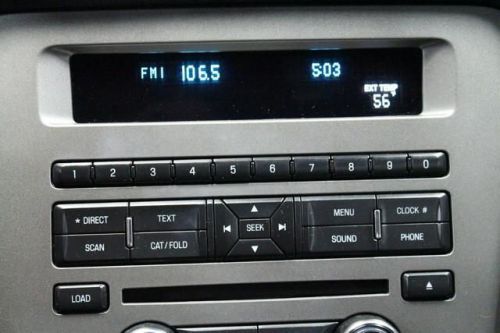 FM1 106.5 5:03
EXT TEMP
56°
1 2 3 4 5 6 7 8 9 0
* DIRECT TEXT SEEK MENU CLOCK #
SCAN CAT/FOLD SOUND PHONE
LOAD